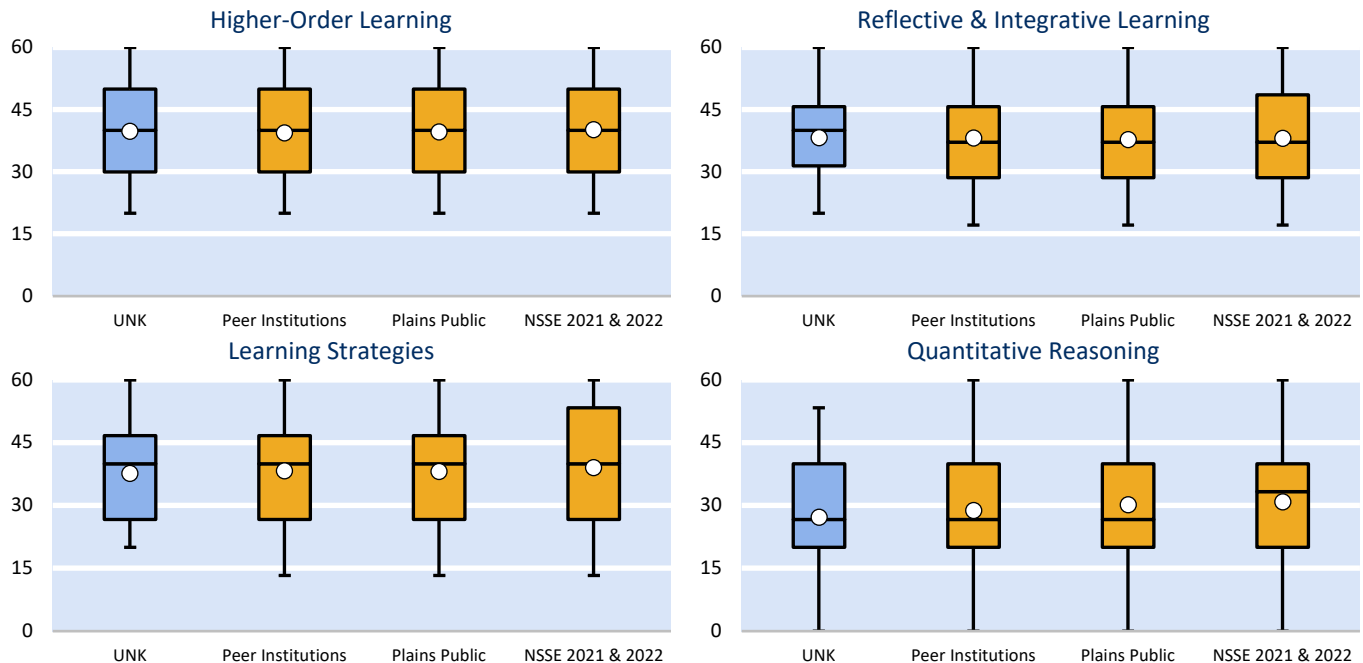 Higher-Order Learning
60
45
30
15
0
UNK Peer Institutions Plains Public NSSE 2021 & 2022
Reflective & Integrative Learning
60
45
30
15
0
UNK Peer Institutions Plains Public NSSE 2021 & 2022
Learning Strategies
60
45
30
15
0
UNK Peer Institutions Plains Public NSSE 2021 & 2022
Quantitative Reasoning
60
45
30
15
0
UNK Peer Institutions Plains Public NSSE 2021 & 2022